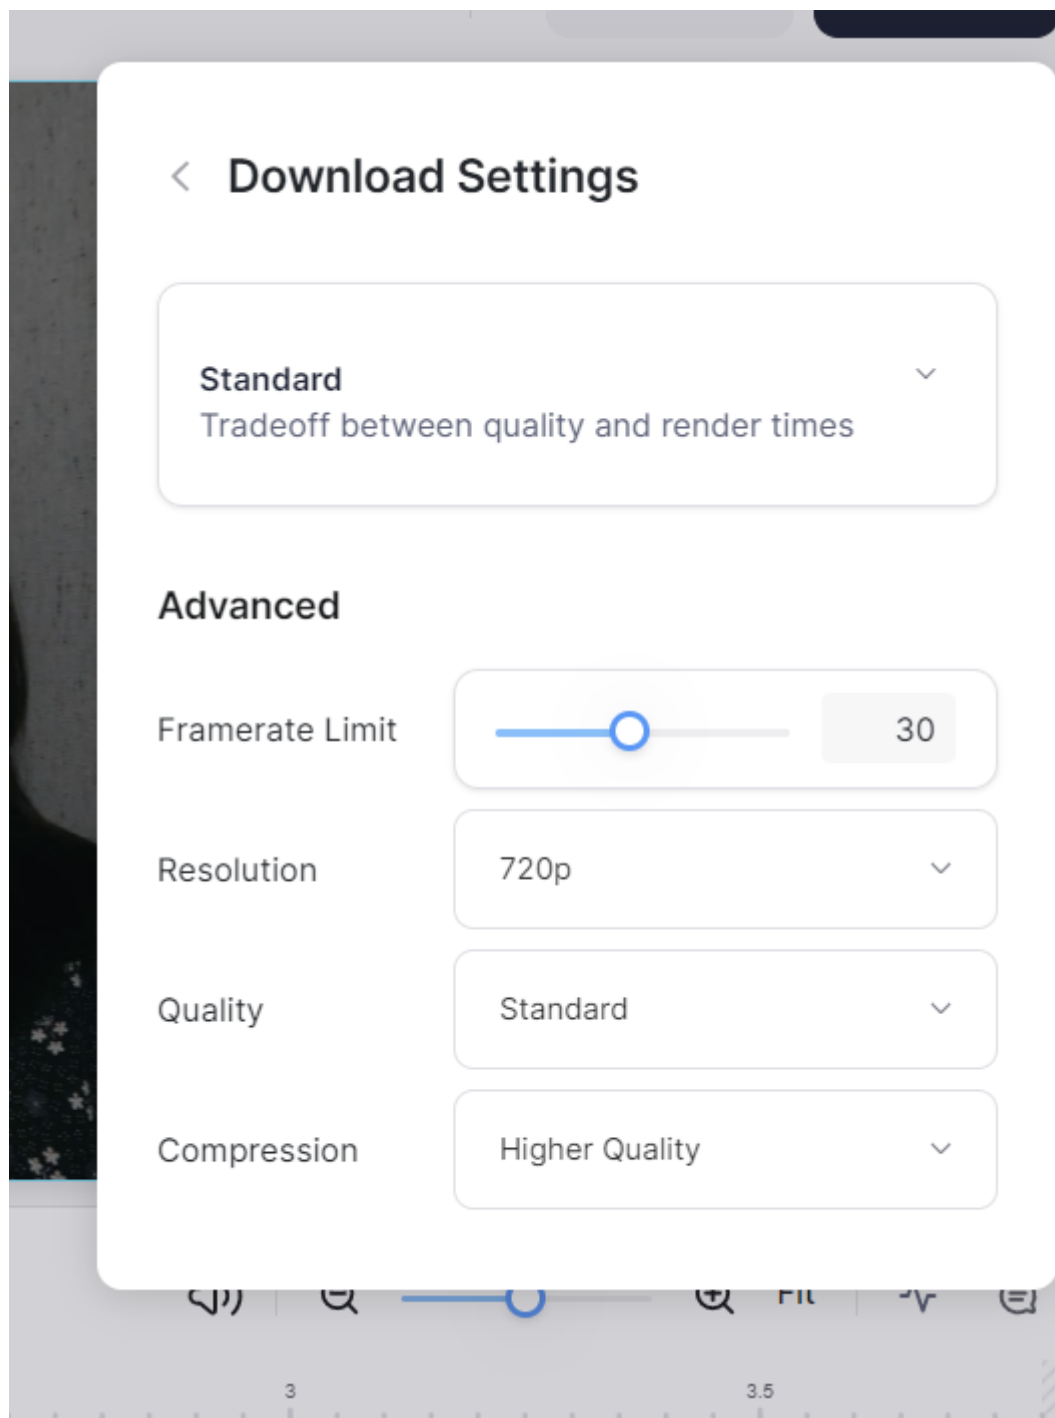 Download Settings
Standard
Tradeoff between quality and render times
Advanced
Framerate Limit 30
Resolution 720p
Quality Standard
Compression Higher Quality
Fit
3 3.5